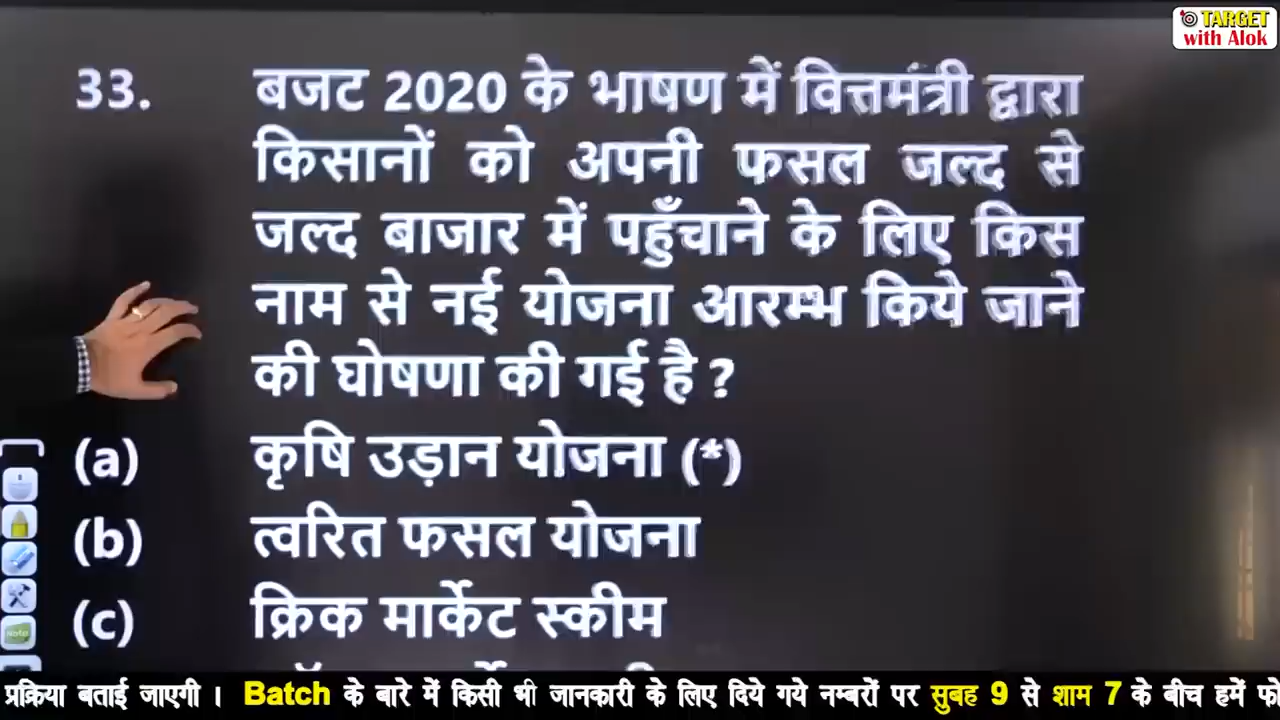 TARGET
with Alok
33. बजट 2020 के भाषण में वित्तमंत्री द्वारा
किसानों को अपनी फसल जल्द से
जल्द बाजार में पहुँचाने के लिए किस
नाम से नई योजना आरम्भ किये जाने
की घोषणा की गई है ?
(a) कृषि उड़ान योजना (*)
(b) त्वरित फसल योजना
(c) क्रिक मार्केट स्कीम
प्रक्रिया बताई जाएगी । Batch के बारे में किसी भी जानकारी के लिए दिये गये नम्बरों पर सुबह 9 से शाम 7 के बीच हमें